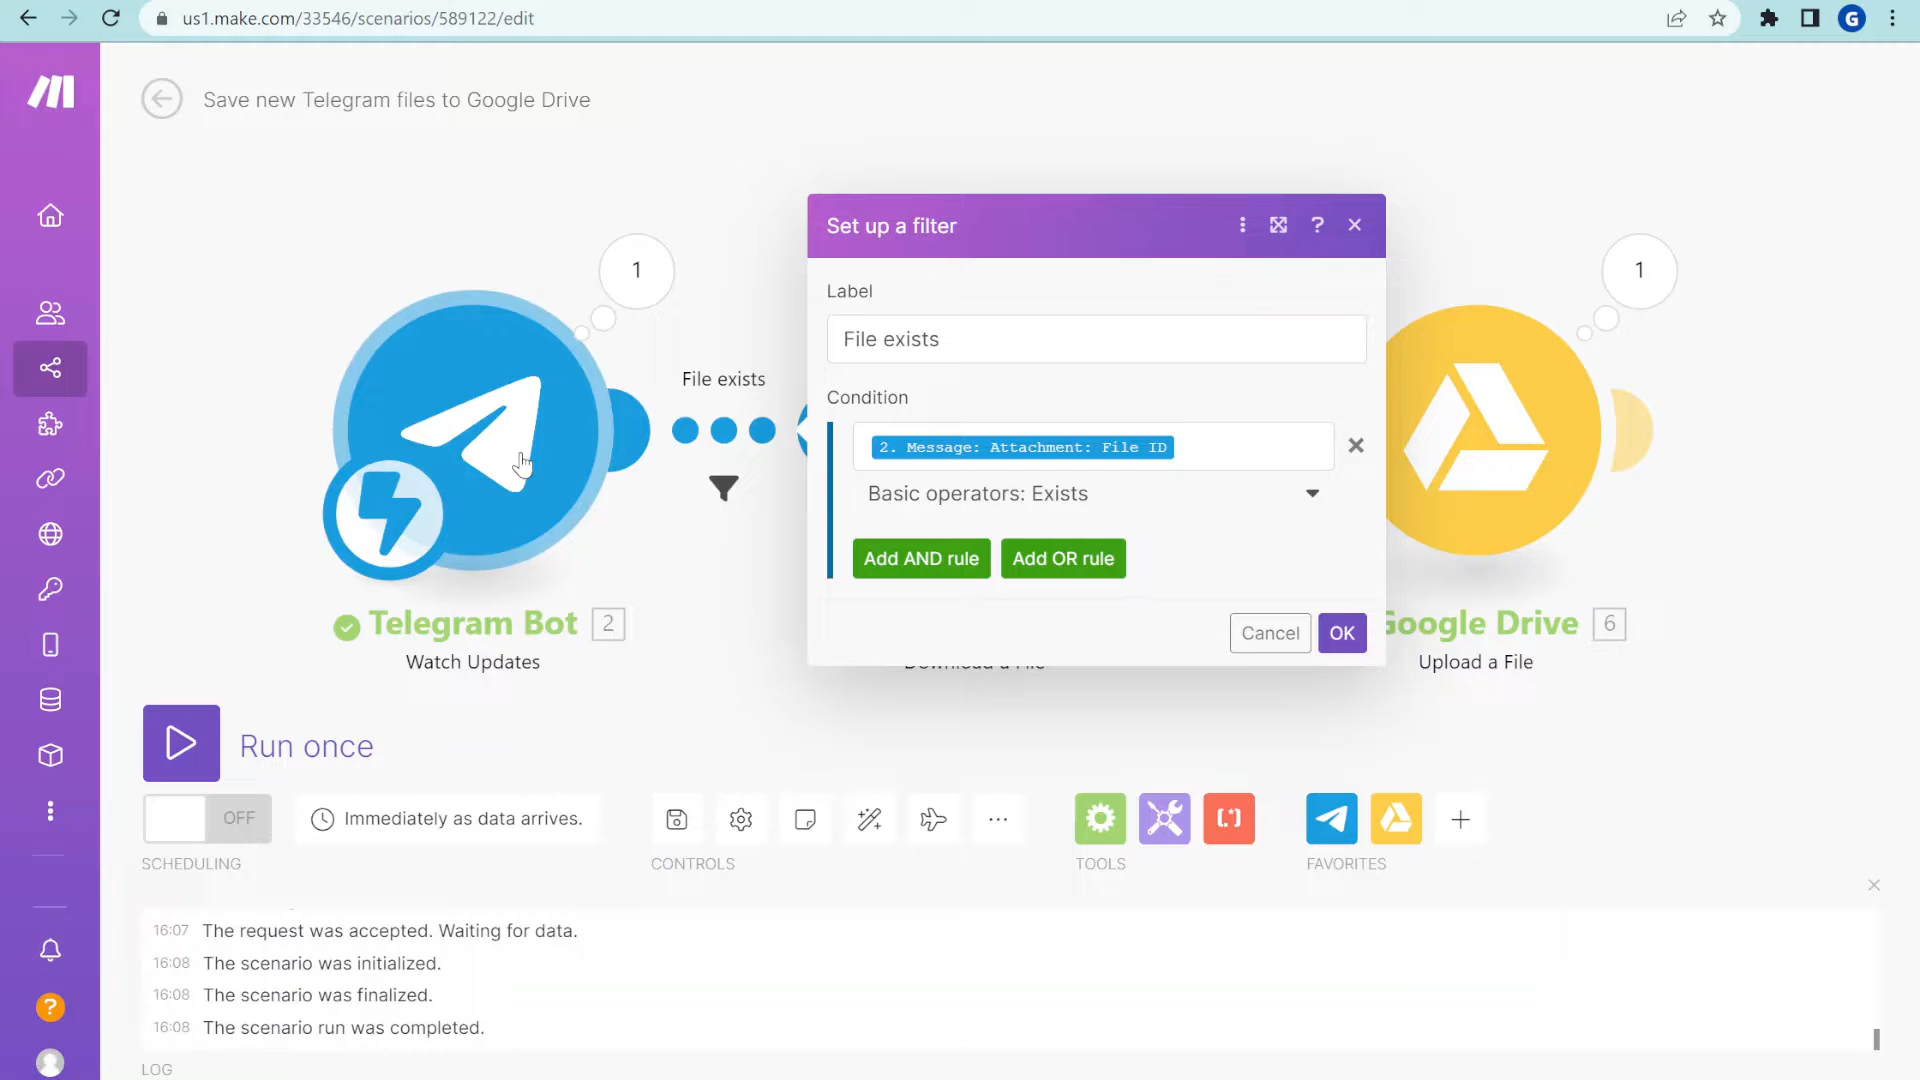 us1.make.com/33546/scenarios/589122/edit
G
Save new Telegram files to Google Drive
Set up a filter
?
Label
File exists
Condition
2. Message: Attachment: File ID
Basic operators: Exists
Add AND rule
Add OR rule
Cancel
OK
1
1
File exists
Telegram Bot 2
Watch Updates
Download a File
Google Drive 6
Upload a File
Run once
OFF
Immediately as data arrives.
[.*]
SCHEDULING
CONTROLS
TOOLS
FAVORITES
16:07 The request was accepted. Waiting for data.
16:08 The scenario was initialized.
16:08 The scenario was finalized.
16:08 The scenario run was completed.
?
LOG